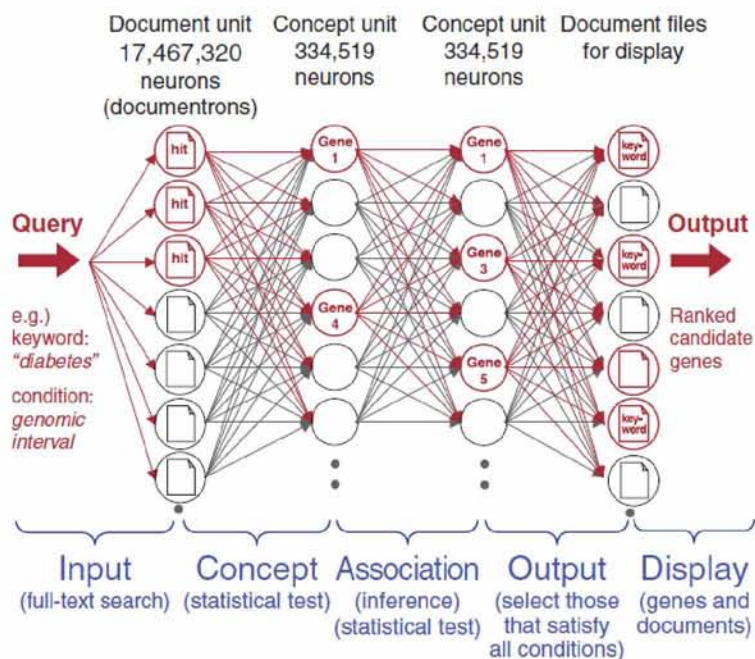 Document unit
17,467,320
neurons
(documentrons)
Concept unit
334,519
neurons
Concept unit
334,519
neurons
Document files
for display
Query
e.g.)
keyword:
"diabetes"
condition:
genomic
interval
hit
hit
hit
Gene
1
Gene
4
Gene
1
Gene
3
Gene
5
key-
word
key-
word
key-
word
Output
Ranked
candidate
genes
Input
(full-text search)
Concept
(statistical test)
Association
(inference)
(statistical test)
Output
(select those
that satisfy
all conditions)
Display
(genes and
documents)